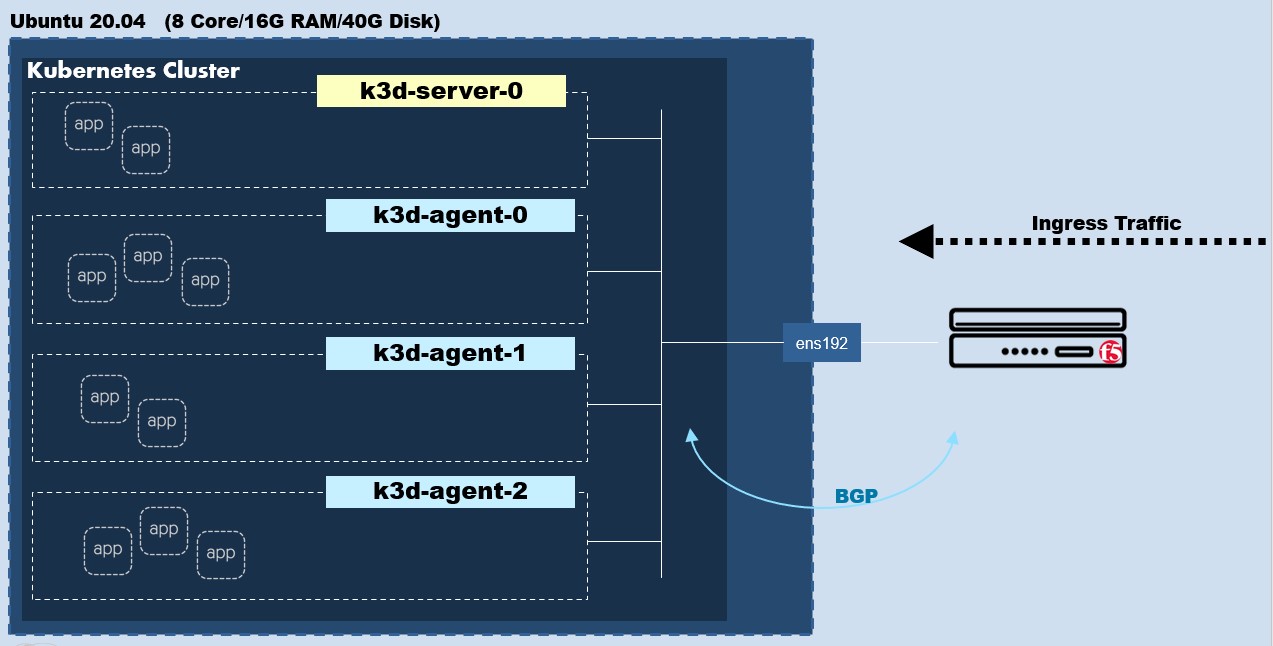 Ubuntu 20.04 (8 Core/16G RAM/40G Disk)
Kubernetes Cluster
k3d-server-0
app
app
k3d-agent-0
app
app
app
Ingress Traffic
ens192
f5
k3d-agent-1
app
app
k3d-agent-2
BGP
app
app
app